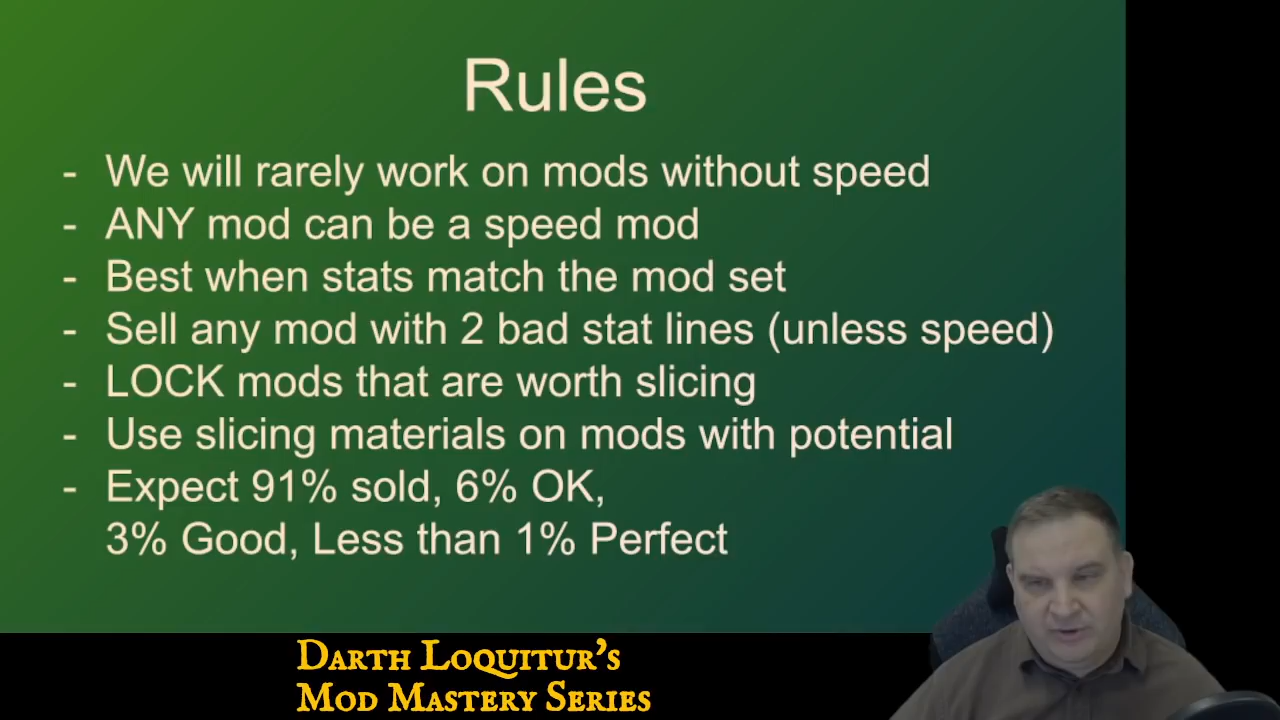 Rules
- We will rarely work on mods without speed
- ANY mod can be a speed mod
- Best when stats match the mod set
- Sell any mod with 2 bad stat lines (unless speed)
- LOCK mods that are worth slicing
- Use slicing materials on mods with potential
- Expect 91% sold, 6% OK,
3% Good, Less than 1% Perfect
Darth Loquitur's
Mod Mastery Series